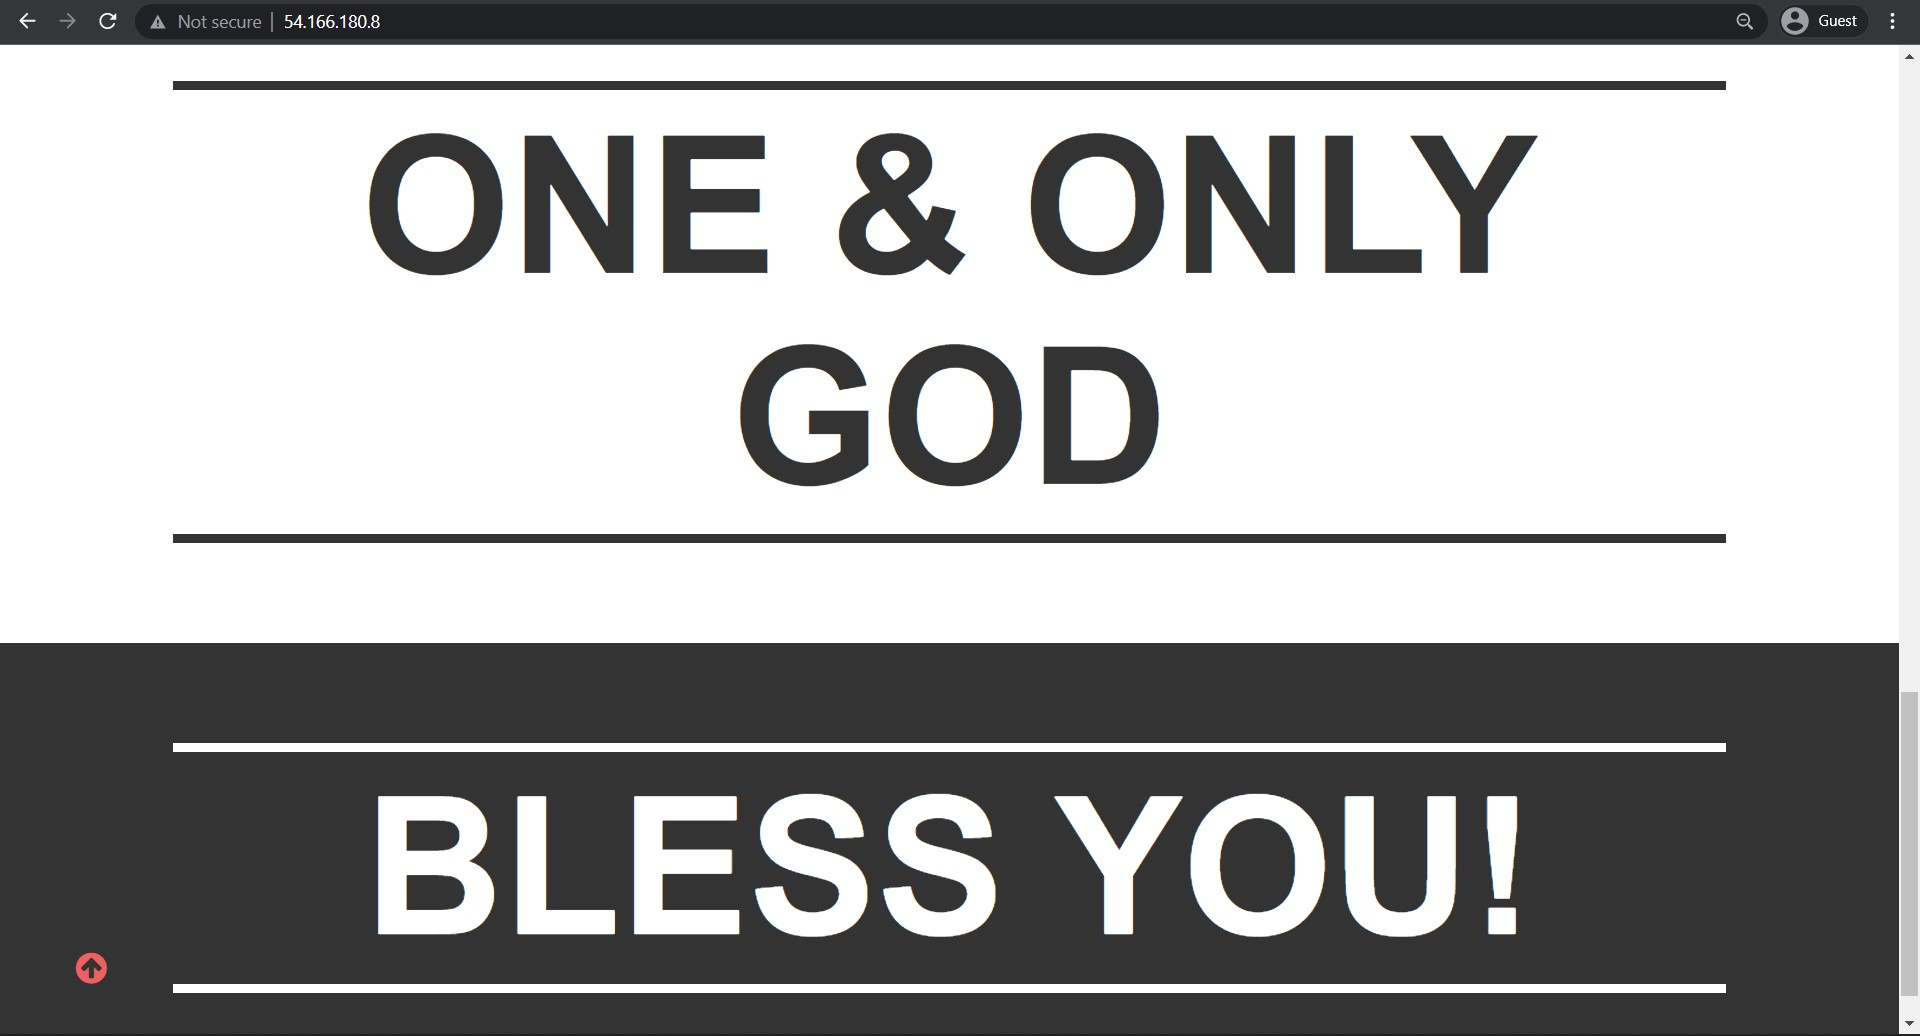 Not secure
54.166.180.8
Guest
ONE & ONLY
GOD
BLESS YOU!